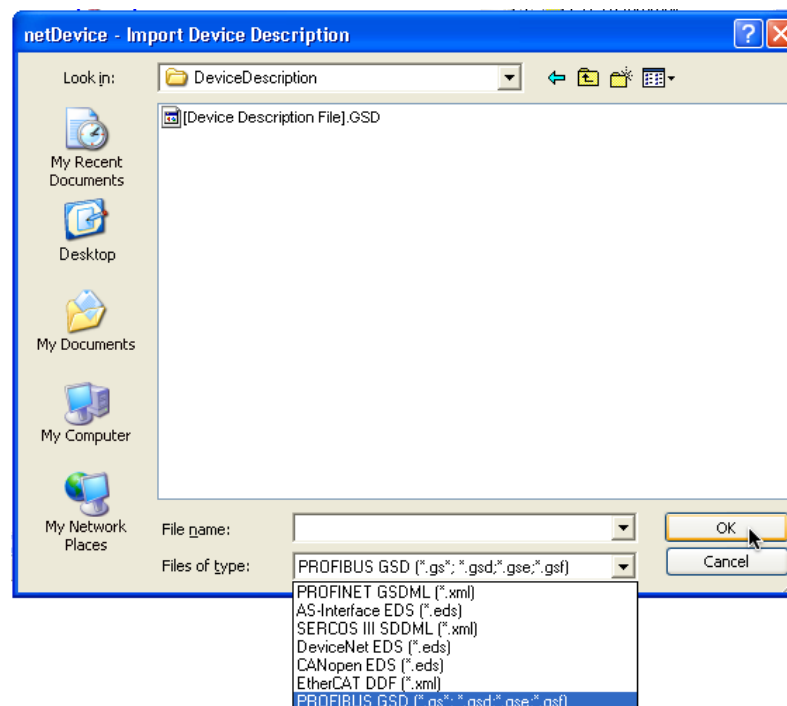 netDevice - Import Device Description
Look in:
DeviceDescription
[Device Description File].GSD
My Recent
Documents
Desktop
My Documents
My Computer
My Network
Places
File name:
OK
Files of type:
PROFIBUS GSD (*.gs*; *.gsd;*.gse;*.gsf)
Cancel
PROFINET GSDML (*.xml)
AS-Interface EDS (*.eds)
SERCOS III SDDML (*.xml)
DeviceNet EDS (*.eds)
CANopen EDS (*.eds)
EtherCAT DDF (*.xml)
PROFIBUS GSD (*.gs*; *.gsd;*.gse;*.gsf)